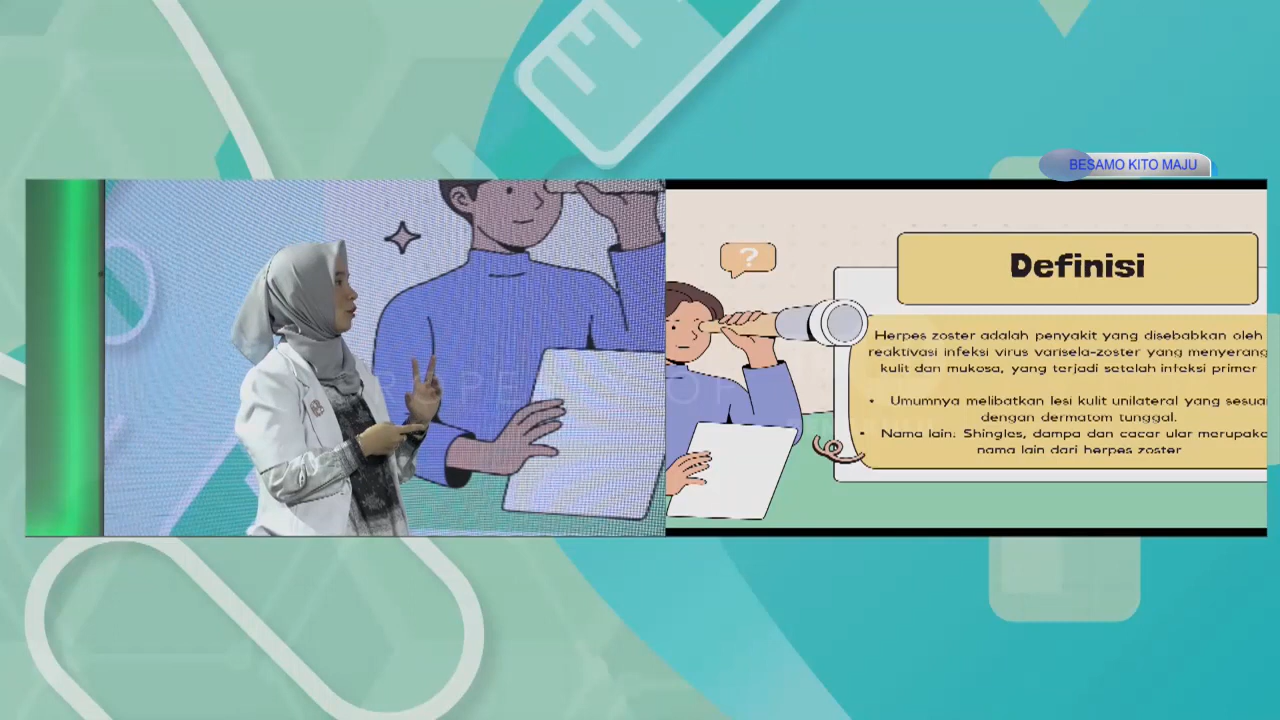 BESAMO KITO MAJU
?
Definisi
Herpes zoster adalah penyakit yang disebabkan oleh
reaktivasi infeksi virus varisela-zoster yang menyerang
kulit dan mukosa, yang terjadi setelah infeksi primer
• Umumnya melibatkan lesi kulit unilateral yang sesuai
dengan dermatom tunggal.
• Nama lain: Shingles, dampa dan cacar ular merupaka
nama lain dari herpes zoster